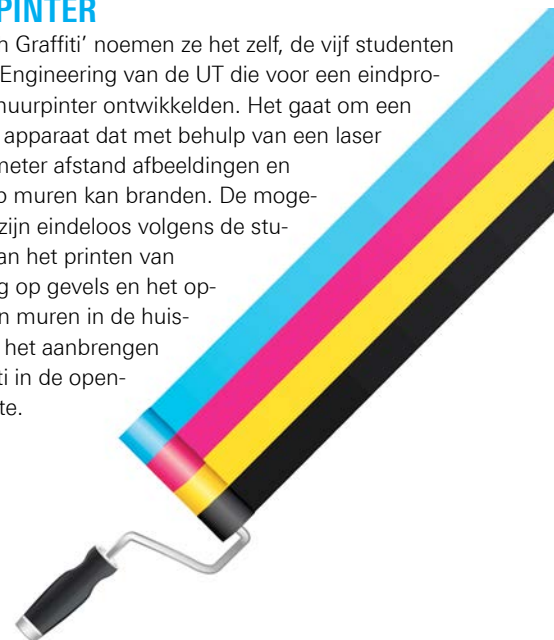 PINTER
n Graffiti’ noemen ze het zelf, de vijf studenten
Engineering van de UT die voor een eindpro-
nuurpinter ontwikkelden. Het gaat om een
apparaat dat met behulp van een laser
meter afstand afbeeldingen en
p muren kan branden. De moge-
zijn eindeloos volgens de stu-
an het printen van
g op gevels en het op-
n muren in de huis-
het aanbrengen
ti in de open-
te.